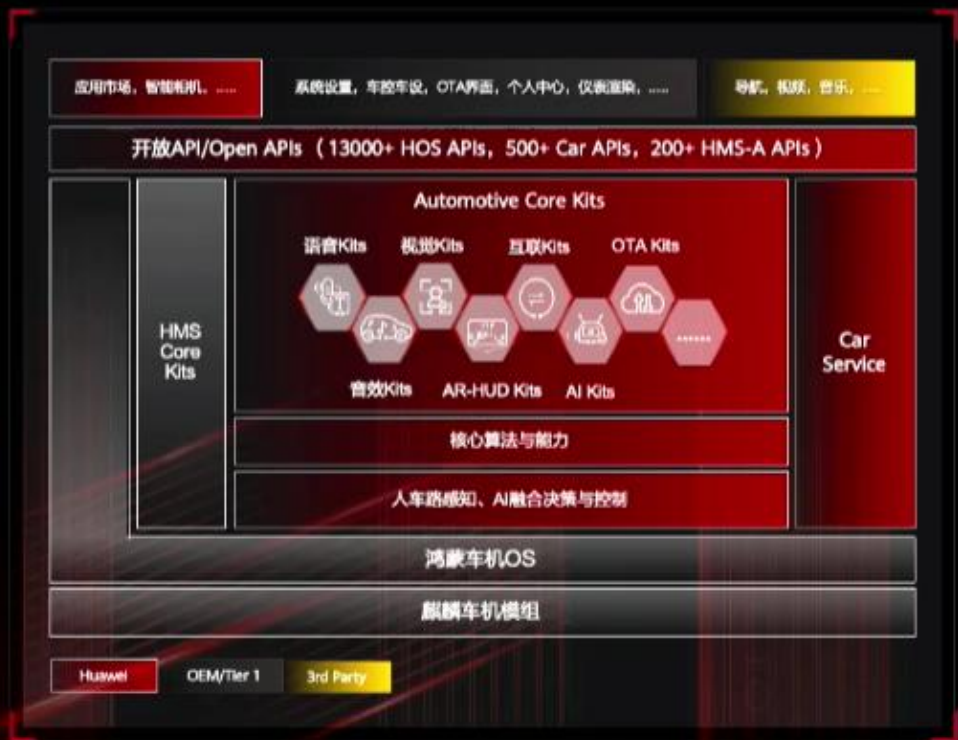 应用市场，智能相机，……
系统设置，车控车设，OTA界面，个人中心，仪表渲染，……
导航，视频，音乐，……
开放API/Open APIs （13000+ HOS APIs，500+ Car APIs，200+ HMS-A APIs）
HMS
Core
Kits
Automotive Core Kits
语音Kits
视觉Kits
互联Kits
OTA Kits
......
音效Kits
AR-HUD Kits
AI Kits
核心算法与能力
人车路感知、AI融合决策与控制
Car
Service
鸿蒙车机OS
麒麟车机模组
Huawei
OEM/Tier 1
3rd Party